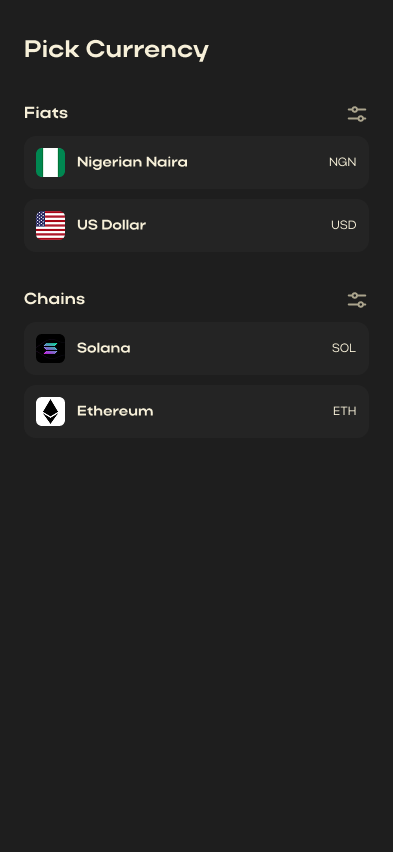 Pick Currency
Fiats
Nigerian Naira NGN
US Dollar USD
Chains
Solana SOL
Ethereum ETH